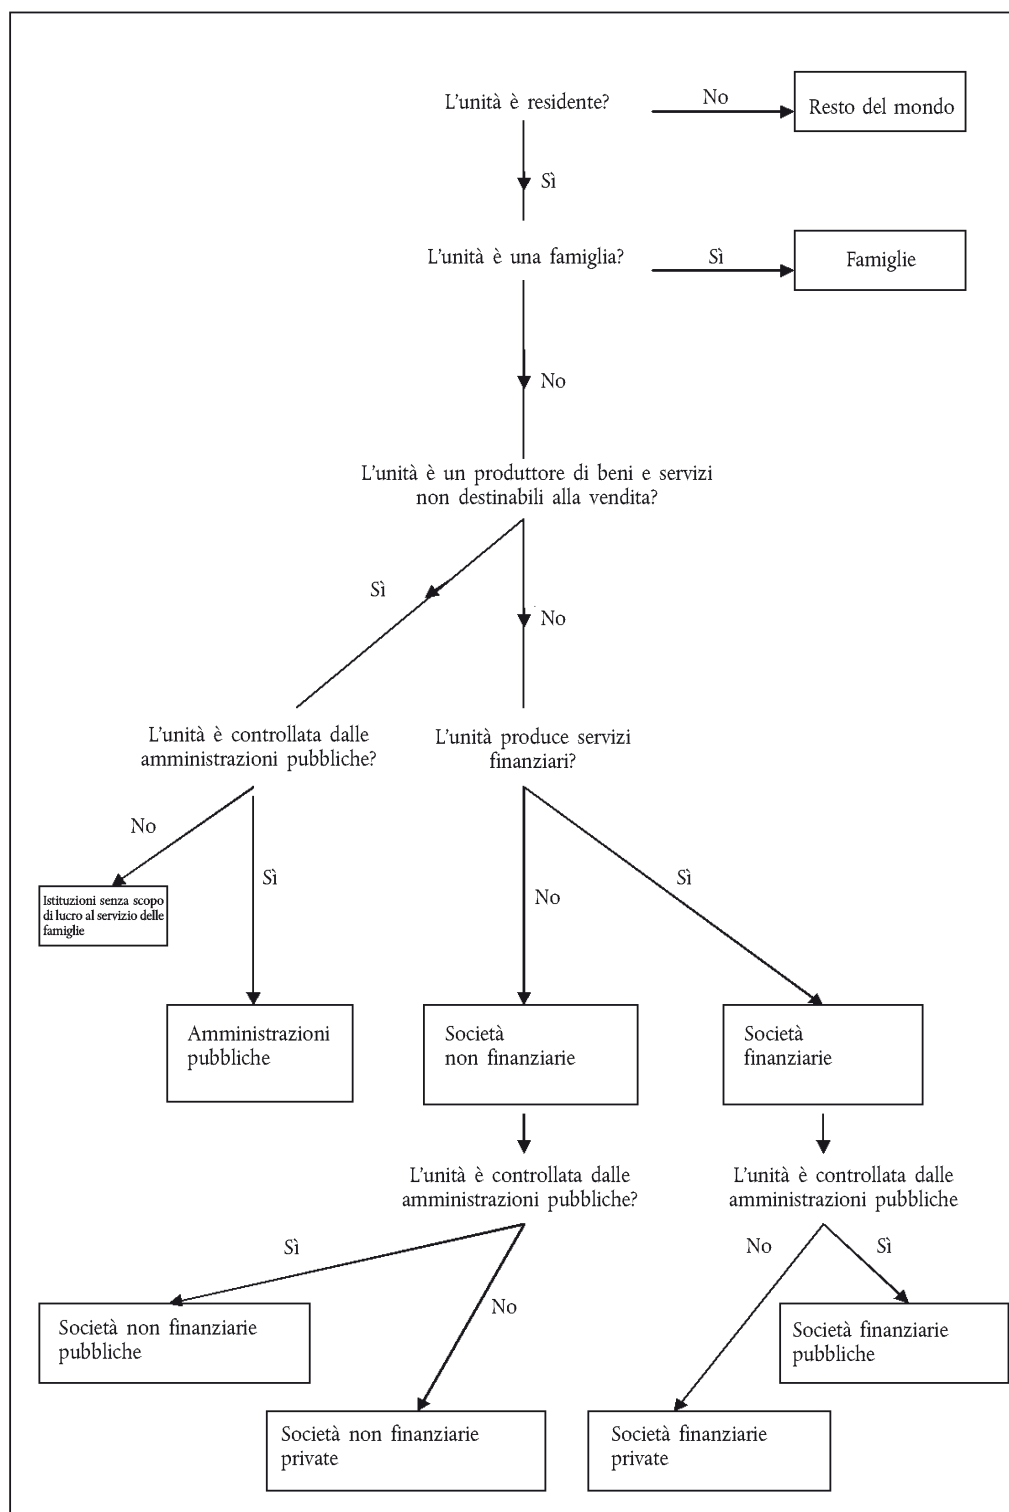 L'unità è residente?
No
Resto del mondo
Sì
L'unità è una famiglia?
Sì
Famiglie
No
L'unità è un produttore di beni e servizi
non destinabili alla vendita?
Sì
No
L'unità è controllata dalle
amministrazioni pubbliche?
L'unità produce servizi
finanziari?
No
Sì
No
Sì
Istituzioni senza scopo
di lucro al servizio delle
famiglie
Amministrazioni
pubbliche
Società
non finanziarie
Società
finanziarie
L'unità è controllata dalle
amministrazioni pubbliche?
L'unità è controllata dalle
amministrazioni pubbliche
Sì
No
No
Sì
Società non finanziarie
pubbliche
Società finanziarie
pubbliche
Società non finanziarie
private
Società finanziarie
private